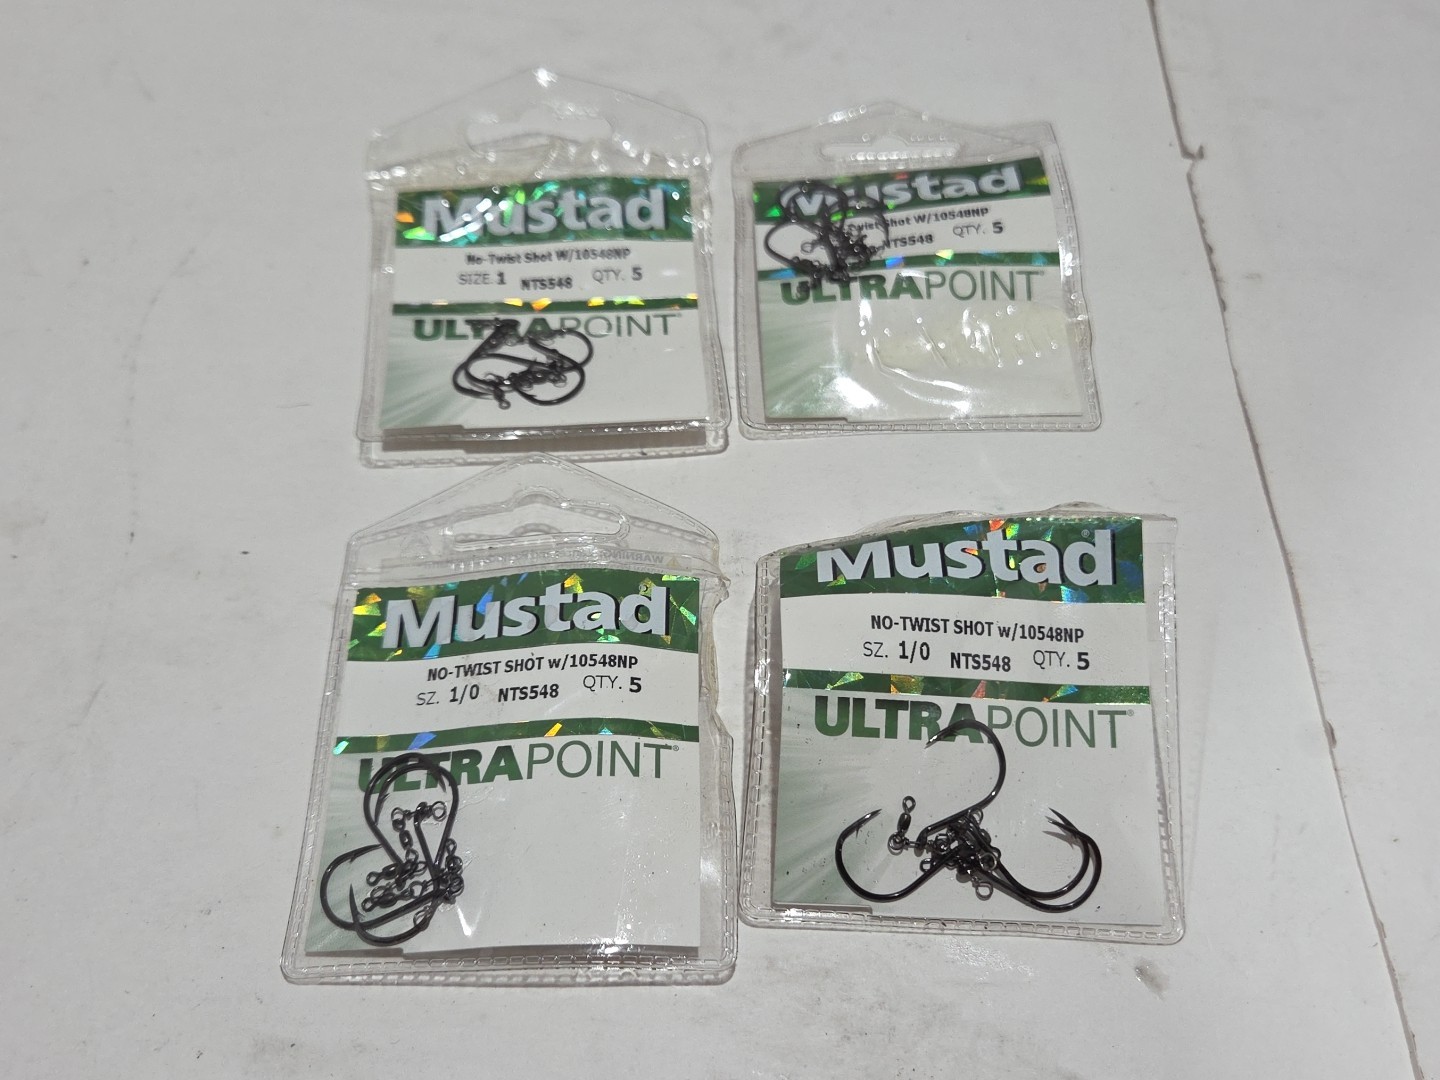 Mustad
No-Twist Shot W/10548NP
SIZE 1 NTS548 QTY. 5
ULTRAPOINT
Mustad
Twist Shot W/10548NP
NTS548 QTY. 5
ULTRAPOINT
Mustad
NO-TWIST SHOT w/10548NP
SZ. 1/0 NTS548 QTY. 5
ULTRAPOINT®
Mustad®
NO-TWIST SHOT w/10548NP
SZ. 1/0 NTS548 QTY. 5
ULTRAPOINT®